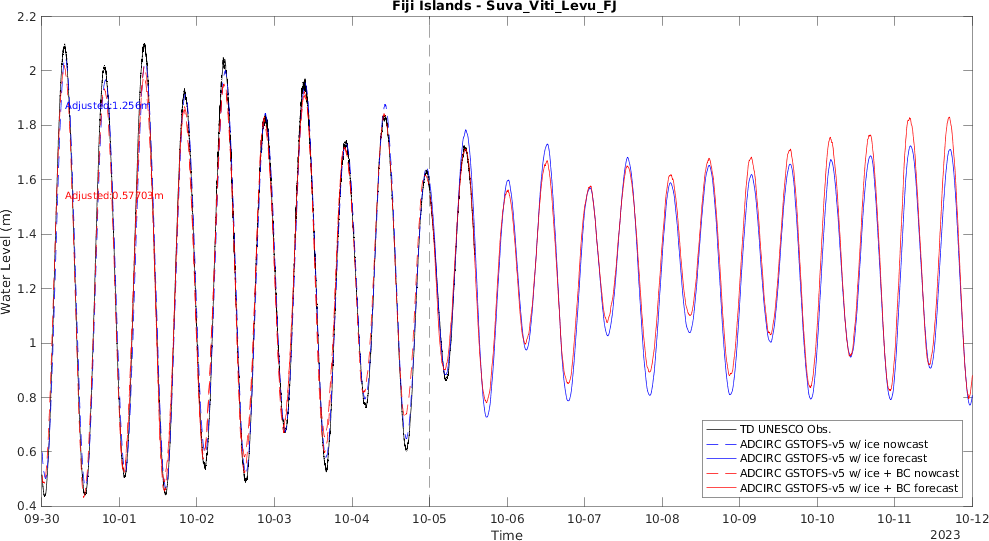 Fiji Islands - Suva_Viti_Levu_FJ
2.2
2
1.8
1.6
1.4
1.2
1
0.8
0.6
0.4
Water Level (m)
Adjusted:1.256m
Adjusted:0.57703m
TD UNESCO Obs.
ADCIRC GSTOFS-v5 w/ ice nowcast
ADCIRC GSTOFS-v5 w/ ice forecast
ADCIRC GSTOFS-v5 w/ ice + BC nowcast
ADCIRC GSTOFS-v5 w/ ice + BC forecast
09-30 10-01 10-02 10-03 10-04 10-05 10-06 10-07 10-08 10-09 10-10 10-11 10-12
Time
2023